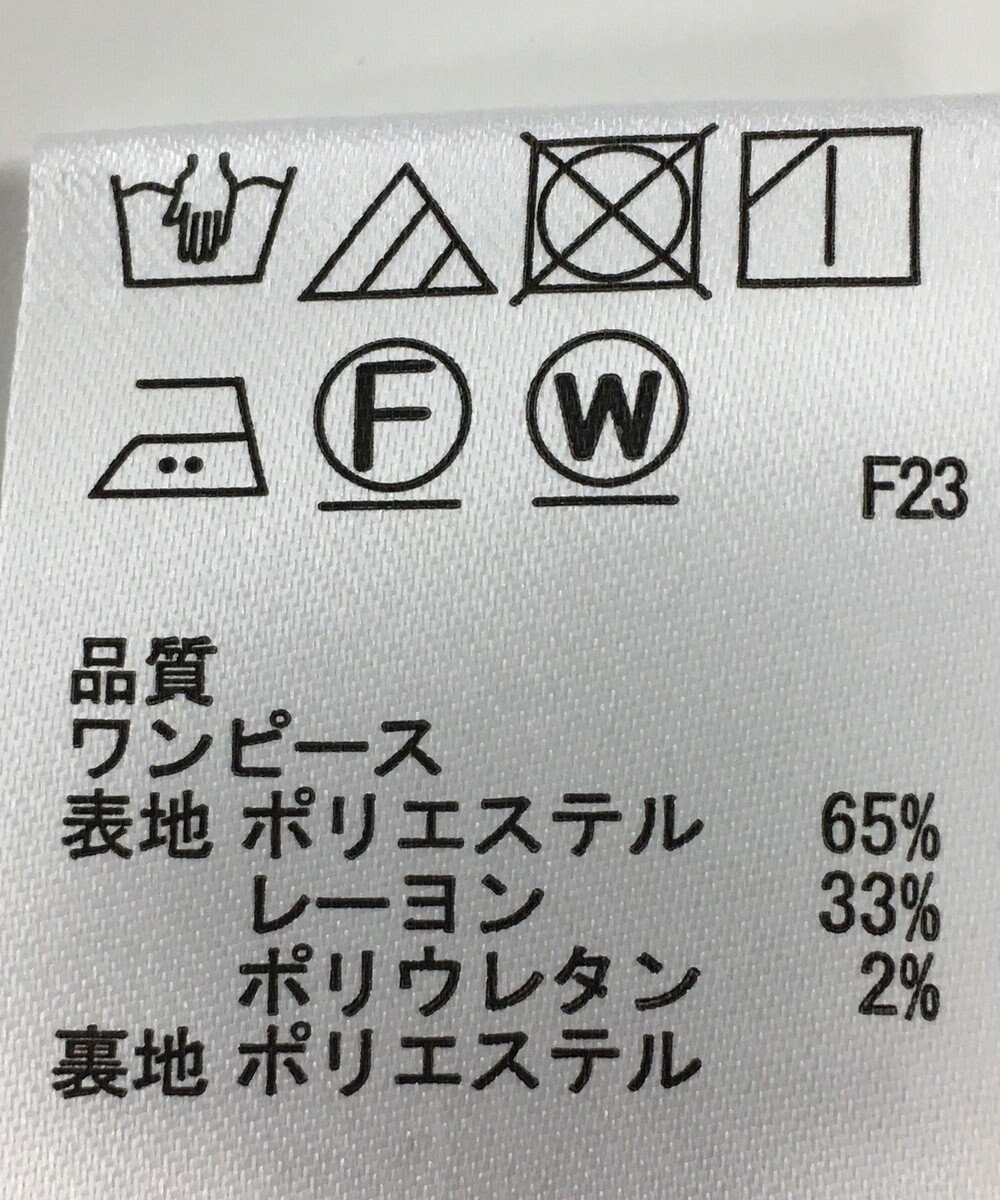 F W
F23
品質
ワンピース
表地 ポリエステル 65%
レーヨン 33%
ポリウレタン 2%
裏地 ポリエステル